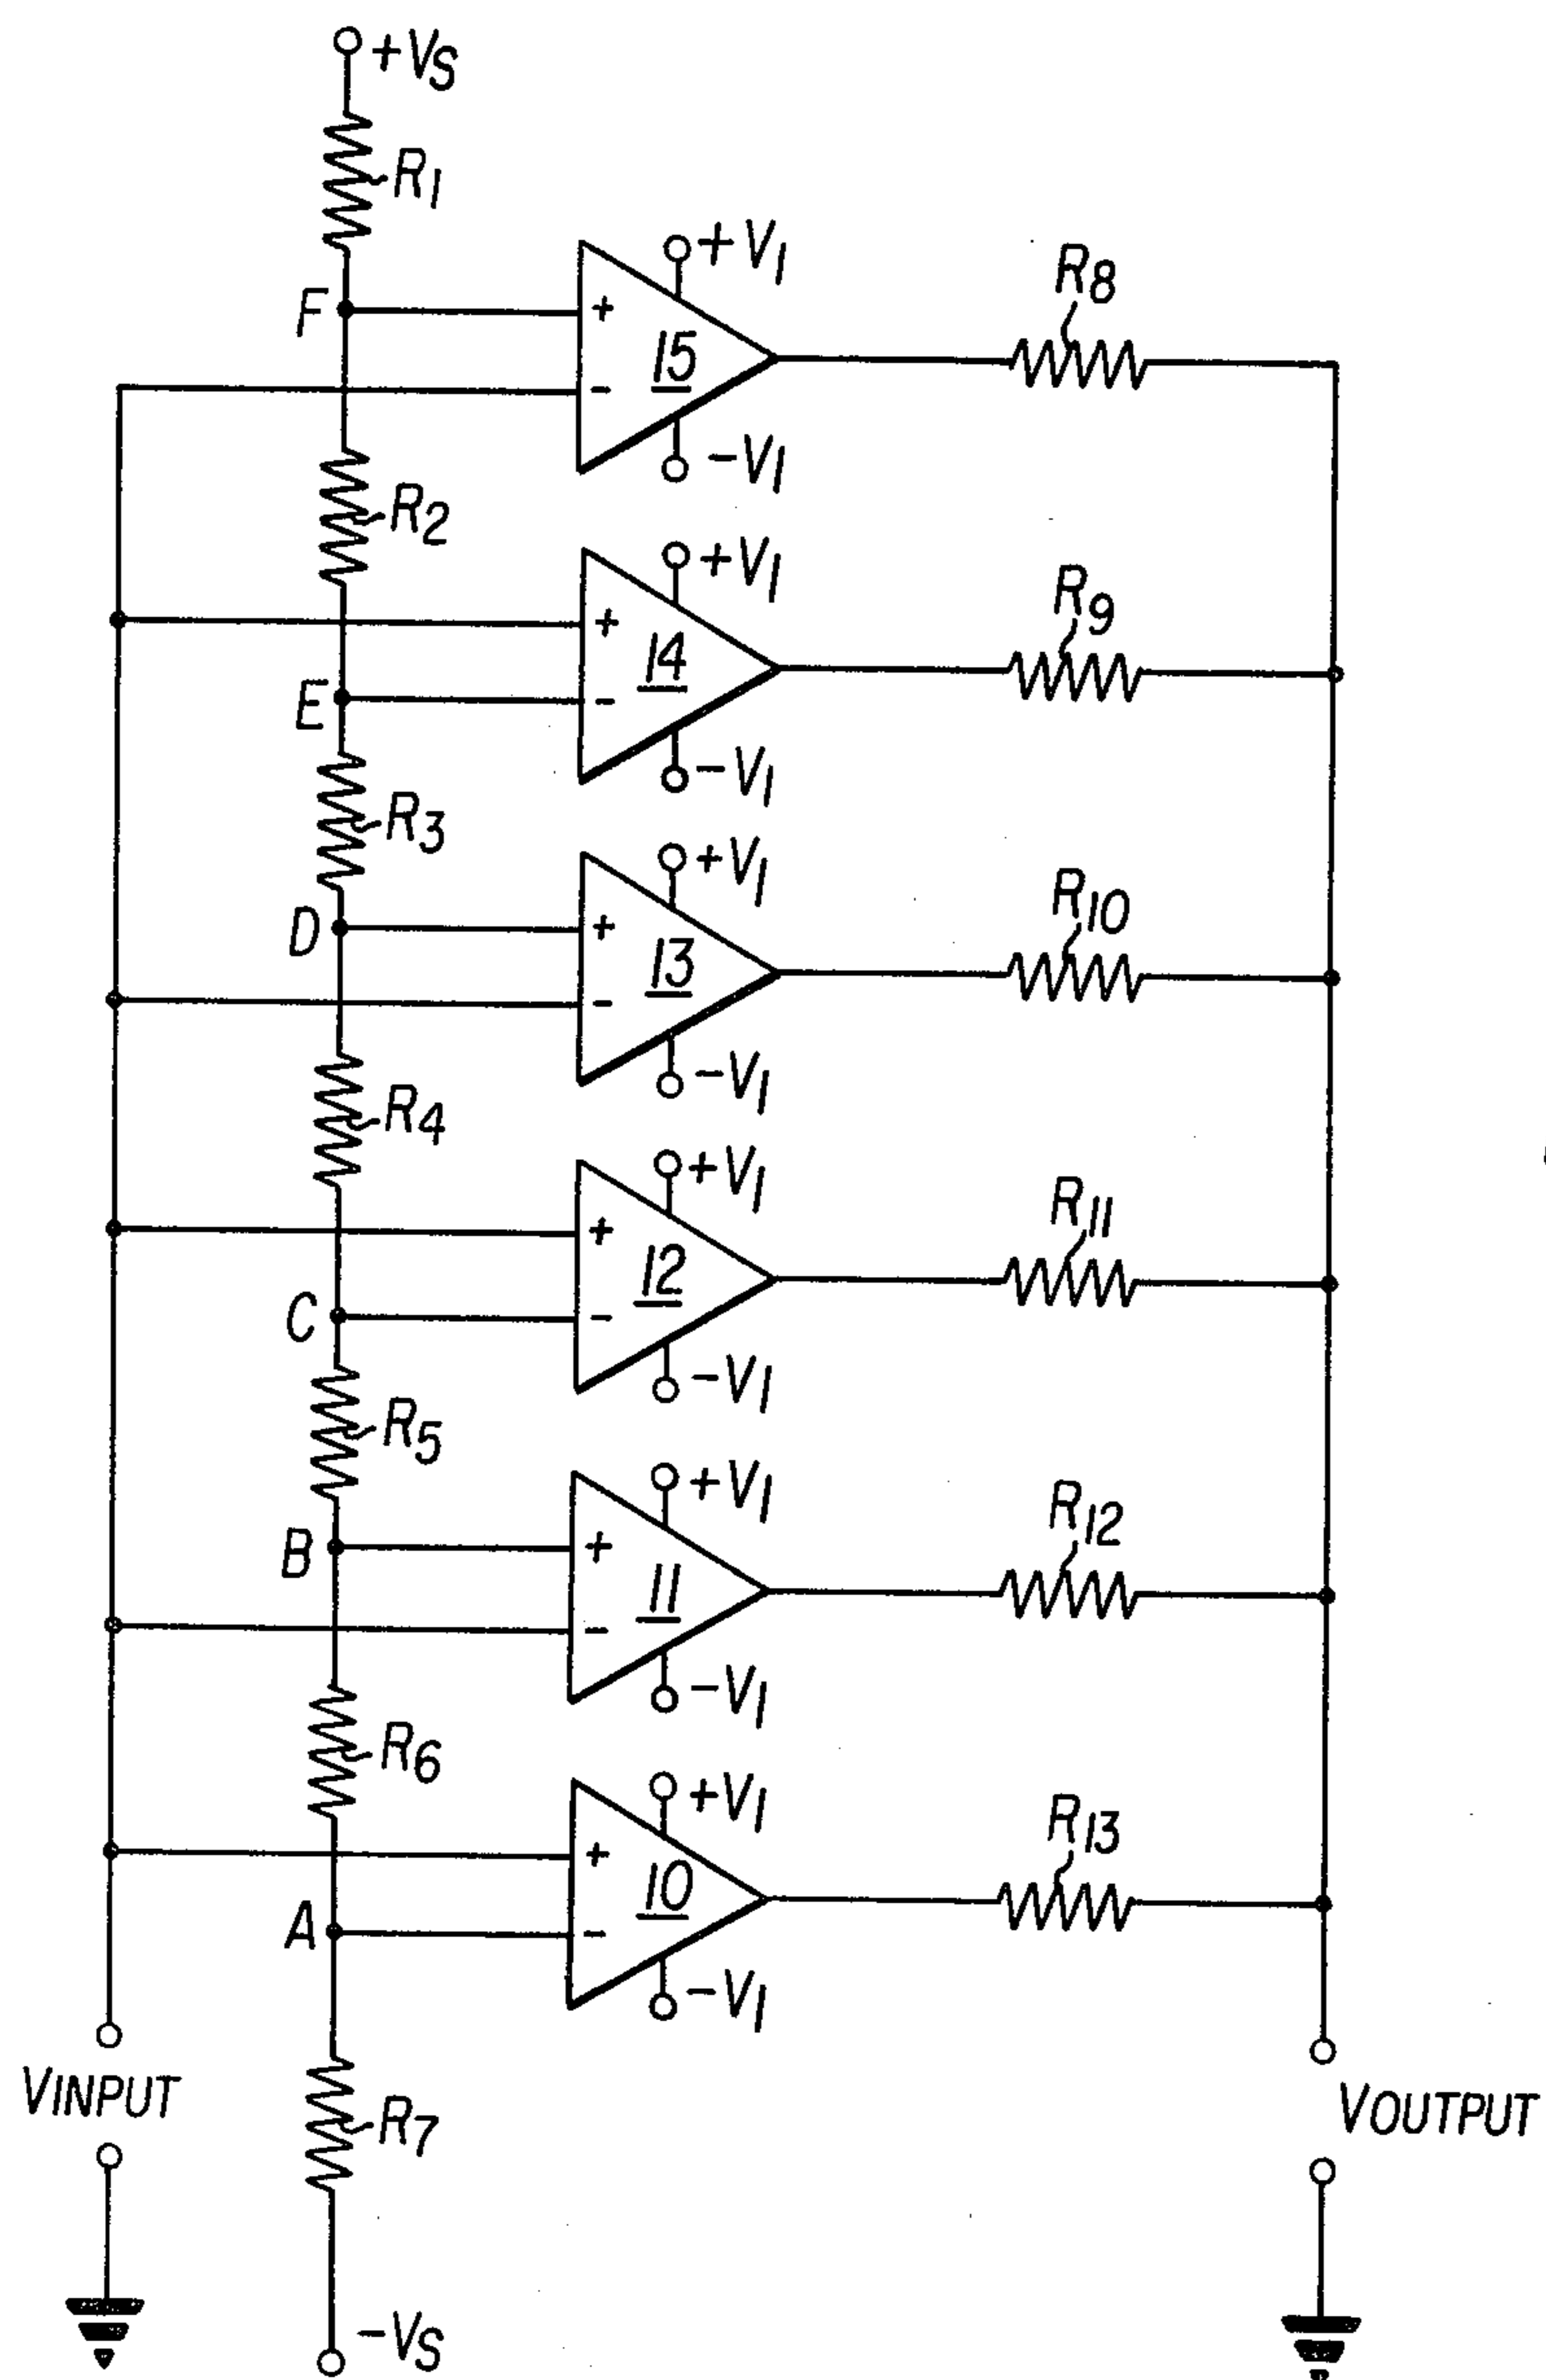 +VS
R1
+V1
R8
F
+
15
-
-V1
R2
+V1
R9
+
14
E
-
-V1
R3
+V1
R10
D
+
13
-
-V1
R4
+V1
R11
+
12
C
-
-V1
R5
+V1
R12
B
+
11
-
-V1
R6
+V1
R13
+
10
A
-
-V1
VINPUT
R7
VOUTPUT
-VS